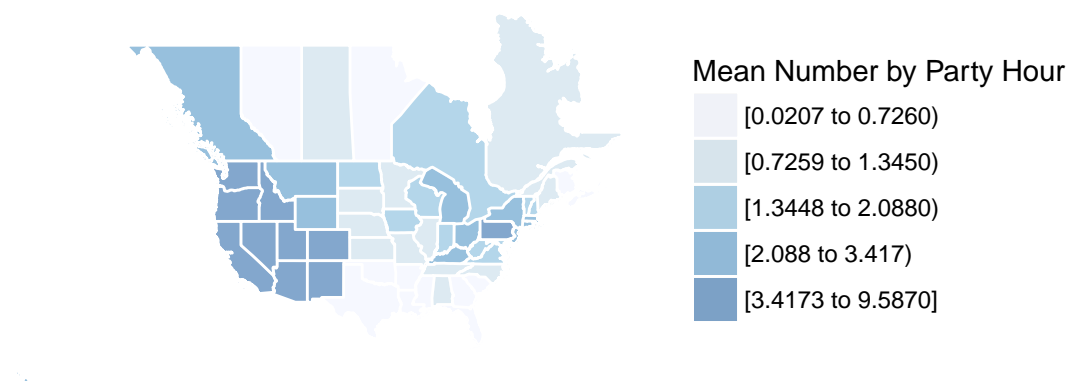 Mean Number by Party Hour
[0.0207 to 0.7260)
[0.7259 to 1.3450)
[1.3448 to 2.0880)
[2.088 to 3.417)
[3.4173 to 9.5870]